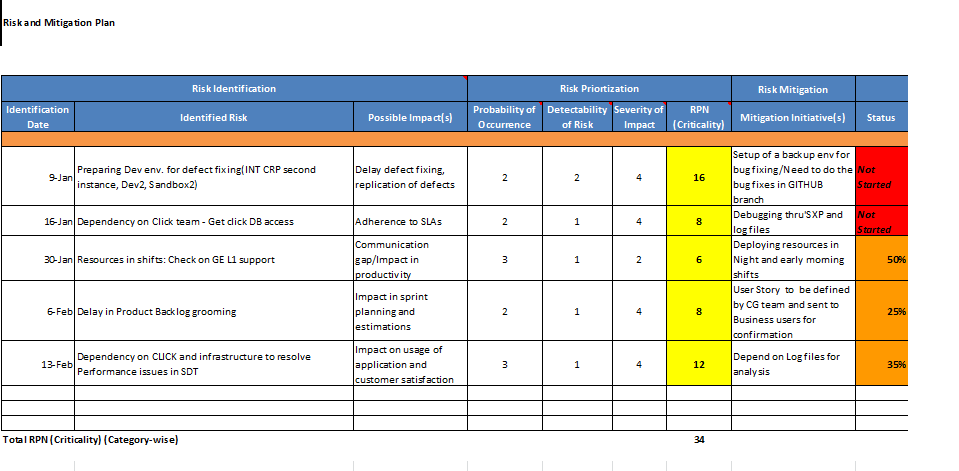 Risk and Mitigation Plan
Risk Identification
Risk Priortization
Risk Mitigation
Identification
Date
Identified Risk
Possible Impact(s)
Probability of
Occurrence
Detectability
of Risk
Severity of
Impact
RPN
(Criticality)
Mitigation Initiative(s)
Status
9-Jan
Preparing Dev env. for defect fixing(INT CRP second
instance, Dev2, Sandbox2)
Delay defect fixing,
replication of defects
2
2
4
16
Setup of a backup env for
bug fixing/Need to do the
bug fixes in GITHUB
branch
Not
Started
16-Jan
Dependency on Click team - Get click DB access
Adherence to SLAs
2
1
4
8
Debugging thru'SXP and
log files
Not
Started
30-Jan
Resources in shifts: Check on GE L1 support
Communication
gap/Impact in
productivity
3
1
2
6
Deploying resources in
Night and early morning
shifts
50%
6-Feb
Delay in Product Backlog grooming
Impact in sprint
planning and
estimations
2
1
4
8
User Story to be defined
by CG team and sent to
Business users for
confirmation
25%
13-Feb
Dependency on CLICK and infrastructure to resolve
Performance issues in SDT
Impact on usage of
application and
customer satisfaction
3
1
4
12
Depend on Log files for
analysis
35%
Total RPN (Criticality) (Category-wise)
34